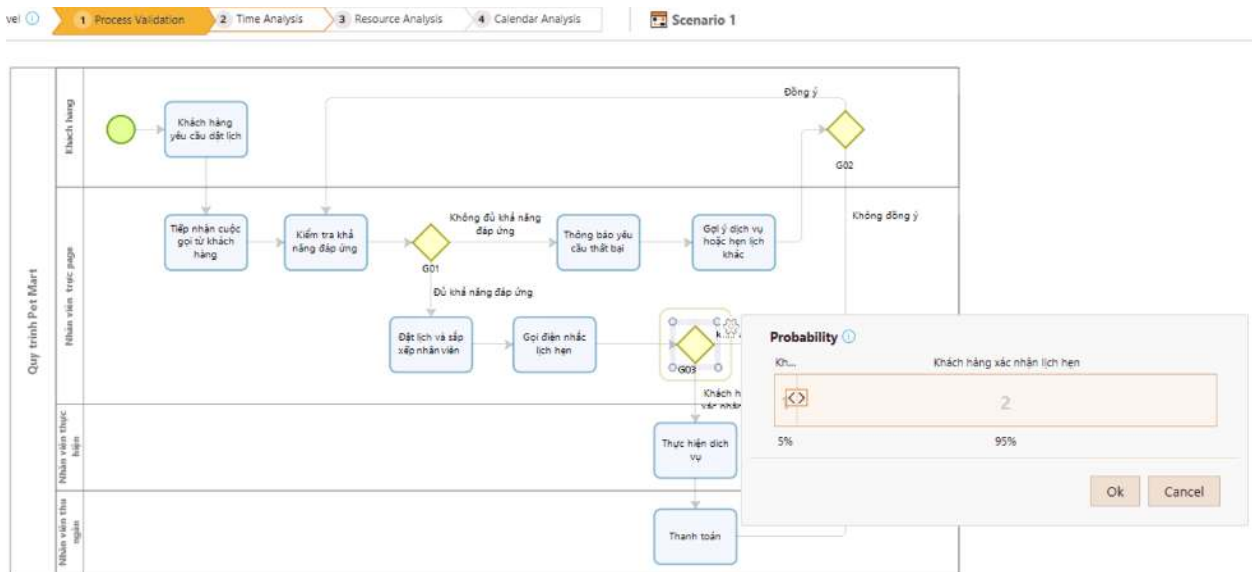 vel
1 Process Validation
2 Time Analysis
3 Resource Analysis
4 Calendar Analysis
Scenario 1
Quy trình Pet Mart
Khách hàng
Khách hàng
yêu cầu dặt lịch
Đồng ý
G02
Nhân viên trực page
Tiếp nhận cuộc
gọi từ khách
hàng
Kiểm tra khả
năng đáp ứng
G01
Không đủ khả năng
đáp ứng
Thông báo yêu
cầu thất bại
Gợi ý dịch vụ
hoặc hẹn lịch
khác
Không đồng ý
Đủ khả năng đáp ứng
Đặt lịch và sắp
xếp nhân viên
Gọi điện nhắc
lịch hẹn
G03
k...
Khách h
xác nhận
Nhân viên thực
hiện
Thực hiện dich
vụ
Nhân viên thu
ngân
Thanh toán
Probability
Kh...
Khách hàng xác nhận lịch hẹn
2
5%
95%
Ok
Cancel